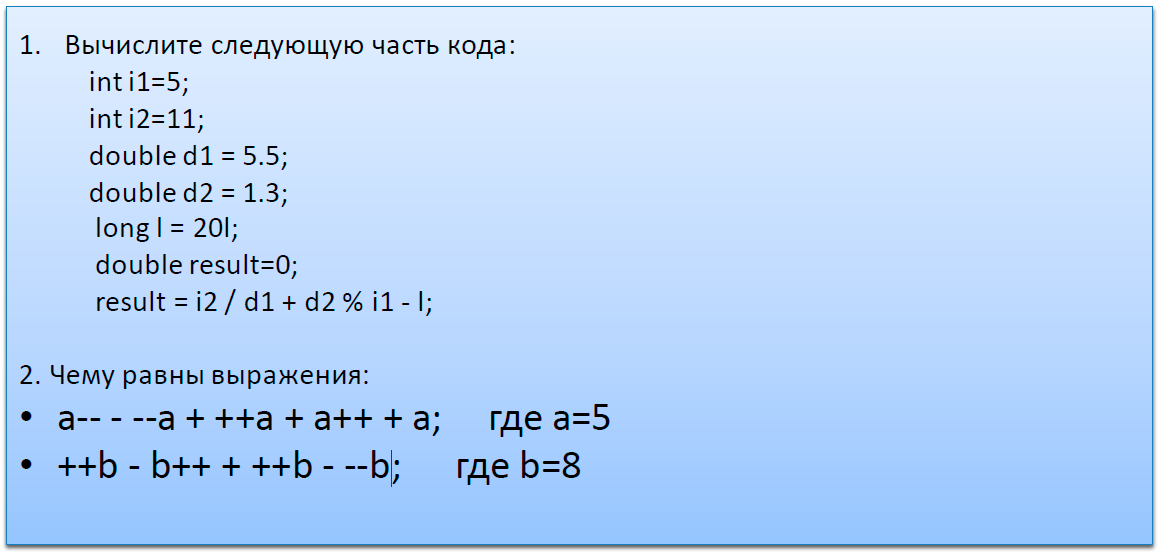 1. Вычислите следующую часть кода:
int i1=5;
int i2=11;
double d1 = 5.5;
double d2 = 1.3;
long l = 20l;
double result=0;
result = i2 / d1 + d2 % i1 - l;
2. Чему равны выражения:
• a-- - --a + ++a + a++ + a; где a=5
• ++b - b++ + ++b - --b; где b=8